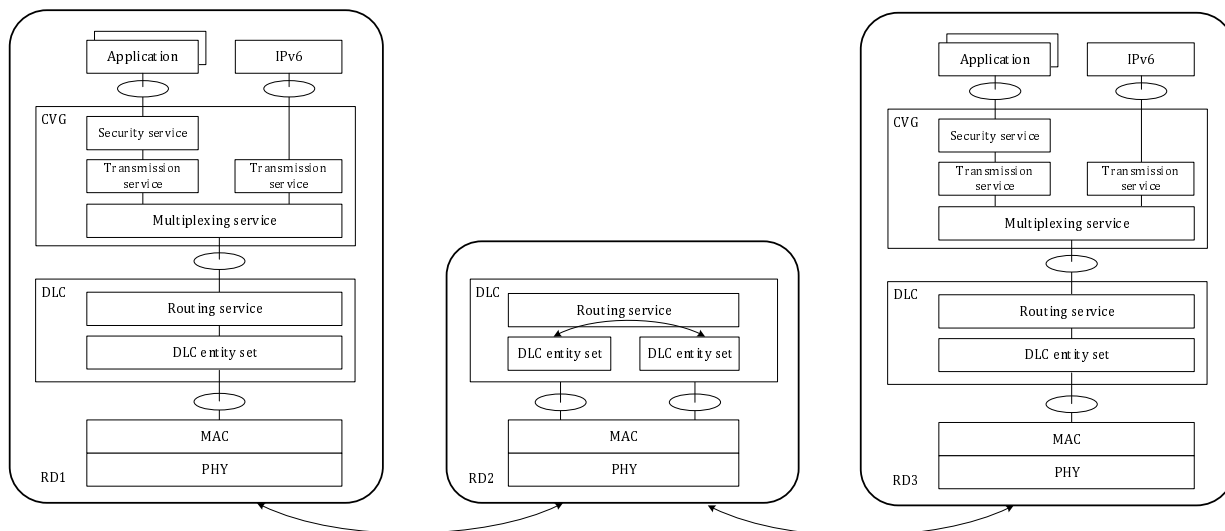 Application
IPv6
CVG
Security service
Transmission
service
Transmission
service
Multiplexing service
DLC
Routing service
DLC entity set
MAC
PHY
RD1
DLC
Routing service
DLC entity set
DLC entity set
MAC
PHY
RD2
Application
IPv6
CVG
Security service
Transmission
service
Transmission
service
Multiplexing service
DLC
Routing service
DLC entity set
MAC
PHY
RD3